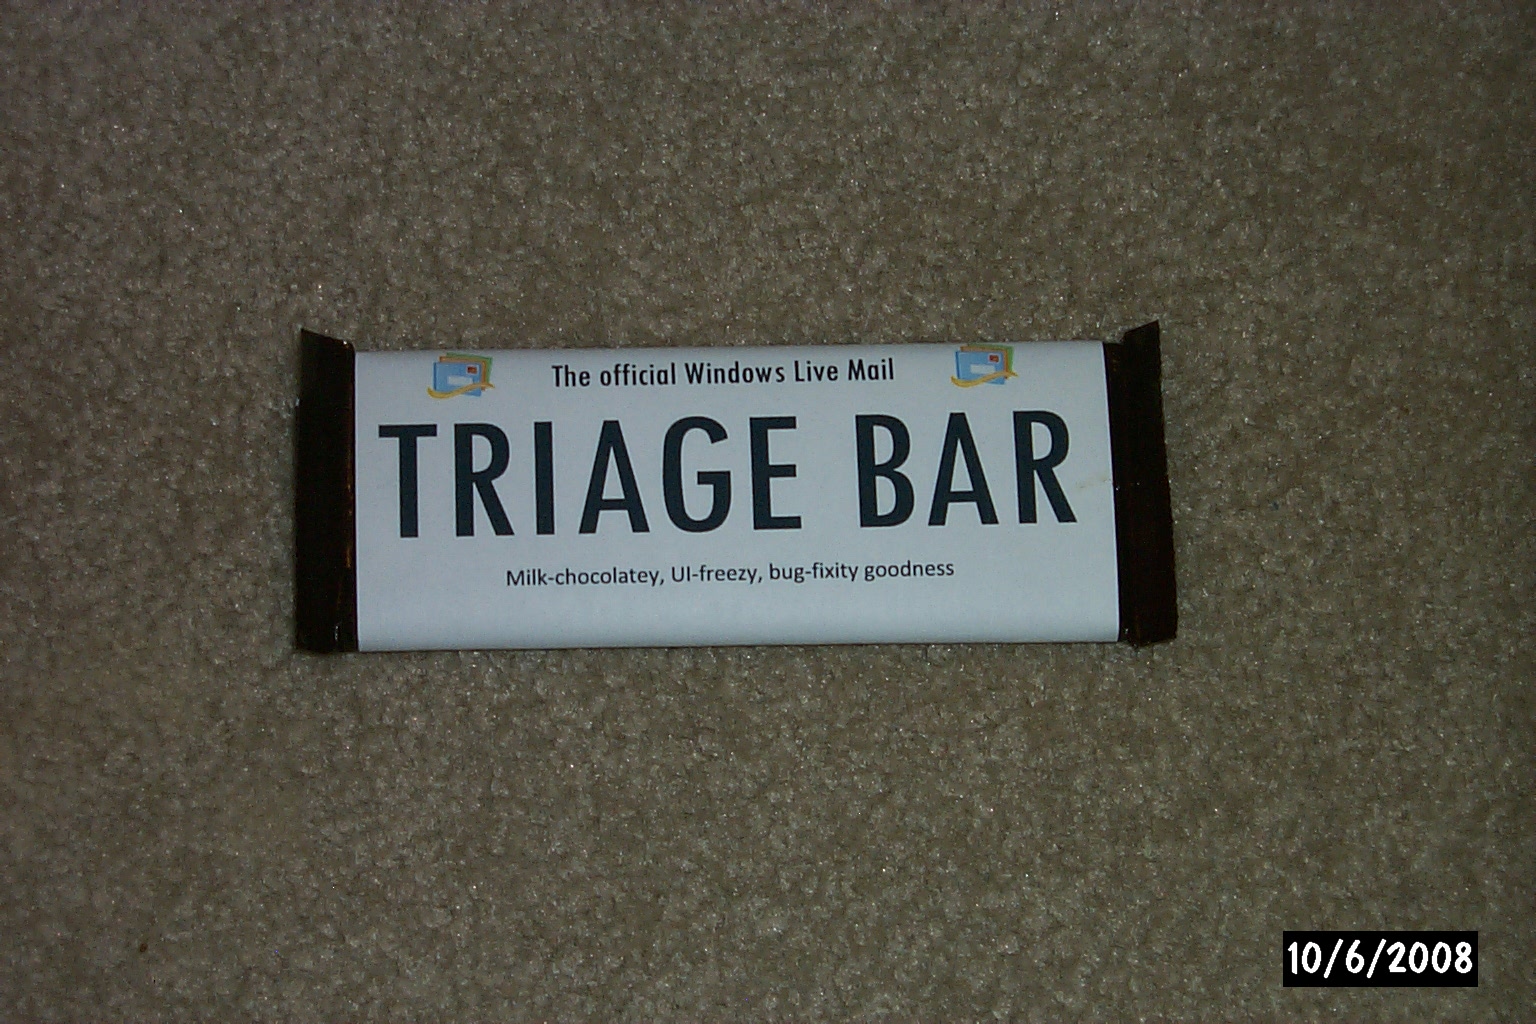 The official Windows Live Mail
TRIAGE BAR
Milk-chocolatey, UI-freezy, bug-fixity goodness
10/6/2008